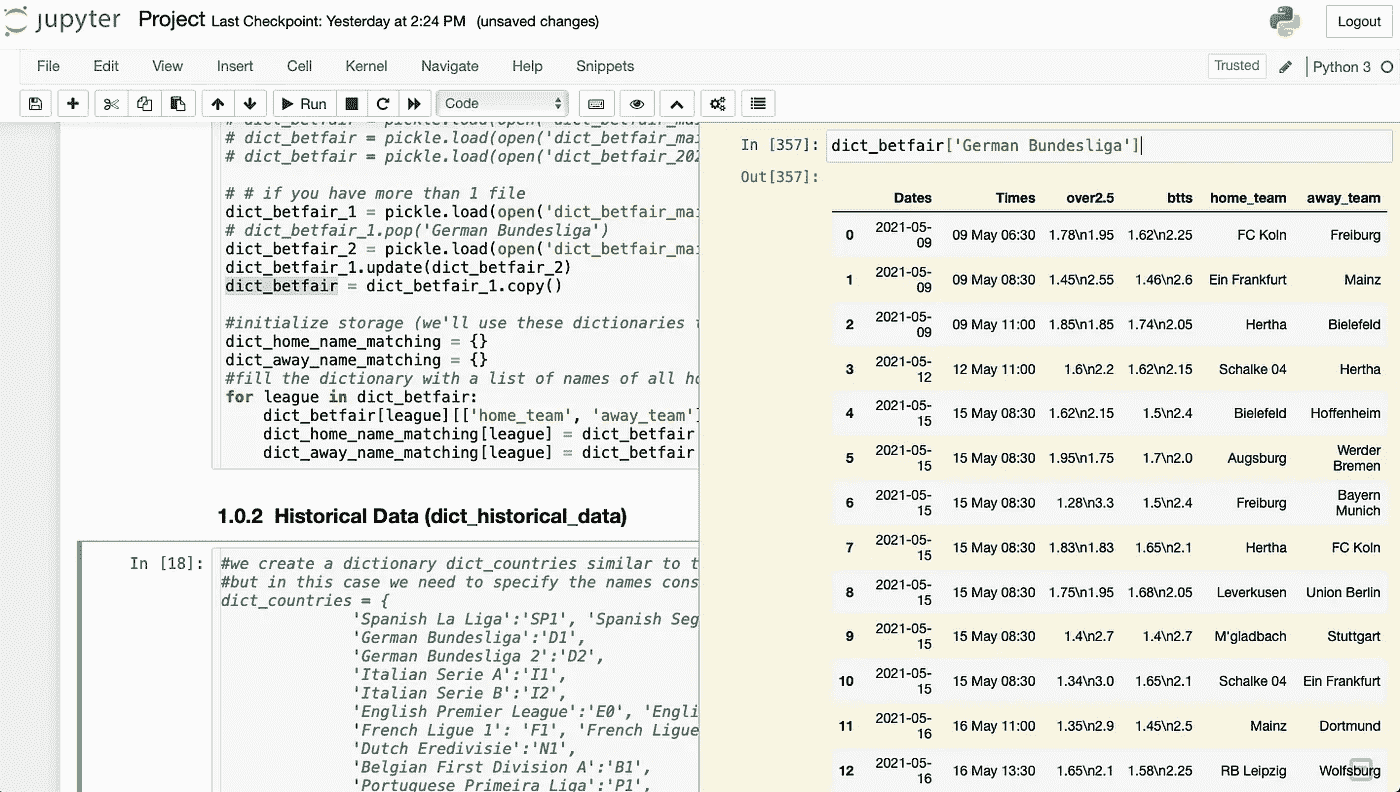 jupyter Project Last Checkpoint: Yesterday at 2:24 PM (unsaved changes) Logout
File Edit View Insert Cell Kernel Navigate Help Snippets Trusted Python 3
Run Code
# dict_betfair = pickle.load(open('dict_betfair_mai
# dict_betfair = pickle.load(open('dict_betfair_mai
# dict_betfair = pickle.load(open('dict_betfair_202
# # if you have more than 1 file
dict_betfair_1 = pickle.load(open('dict_betfair_mai
# dict_betfair_1.pop('German Bundesliga')
dict_betfair_2 = pickle.load(open('dict_betfair_mai
dict_betfair_1.update(dict_betfair_2)
dict_betfair = dict_betfair_1.copy()
#initialize storage (we'll use these dictionaries t
dict_home_name_matching = {}
dict_away_name_matching = {}
#fill the dictionary with a list of names of all ho
for league in dict_betfair:
dict_betfair[league][['home_team', 'away_team']
dict_home_name_matching[league] = dict_betfair
dict_away_name_matching[league] = dict_betfair
1.0.2 Historical Data (dict_historical_data)
In [18]:
#we create a dictionary dict_countries similar to t
#but in this case we need to specify the names cons
dict_countries = {
'Spanish La Liga':'SP1', 'Spanish Seg
'German Bundesliga':'D1',
'German Bundesliga 2':'D2',
'Italian Serie A':'I1',
'Italian Serie B':'I2',
'English Premier League':'E0', 'Engli
'French Ligue 1': 'F1', 'French Ligue
'Dutch Eredivisie':'N1',
'Belgian First Division A':'B1',
'Portuguese Primeira Liga':'P1',
In [357]: dict_betfair['German Bundesliga']
Out[357]:
Dates Times over2.5 btts home_team away_team
0 2021-05-09 09 May 06:30 1.78\n1.95 1.62\n2.25 FC Koln Freiburg
1 2021-05-09 09 May 08:30 1.45\n2.55 1.46\n2.6 Ein Frankfurt Mainz
2 2021-05-09 09 May 11:00 1.85\n1.85 1.74\n2.05 Hertha Bielefeld
3 2021-05-12 12 May 11:00 1.6\n2.2 1.62\n2.15 Schalke 04 Hertha
4 2021-05-15 15 May 08:30 1.62\n2.15 1.5\n2.4 Bielefeld Hoffenheim
5 2021-05-15 15 May 08:30 1.95\n1.75 1.7\n2.0 Augsburg Werder Bremen
6 2021-05-15 15 May 08:30 1.28\n3.3 1.5\n2.4 Freiburg Bayern Munich
7 2021-05-15 15 May 08:30 1.83\n1.83 1.65\n2.1 Hertha FC Koln
8 2021-05-15 15 May 08:30 1.75\n1.95 1.68\n2.05 Leverkusen Union Berlin
9 2021-05-15 15 May 08:30 1.4\n2.7 1.4\n2.7 M'gladbach Stuttgart
10 2021-05-15 15 May 08:30 1.34\n3.0 1.65\n2.1 Schalke 04 Ein Frankfurt
11 2021-05-16 16 May 11:00 1.35\n2.9 1.45\n2.5 Mainz Dortmund
12 2021-05-16 16 May 13:30 1.65\n2.1 1.58\n2.25 RB Leipzig Wolfsburg